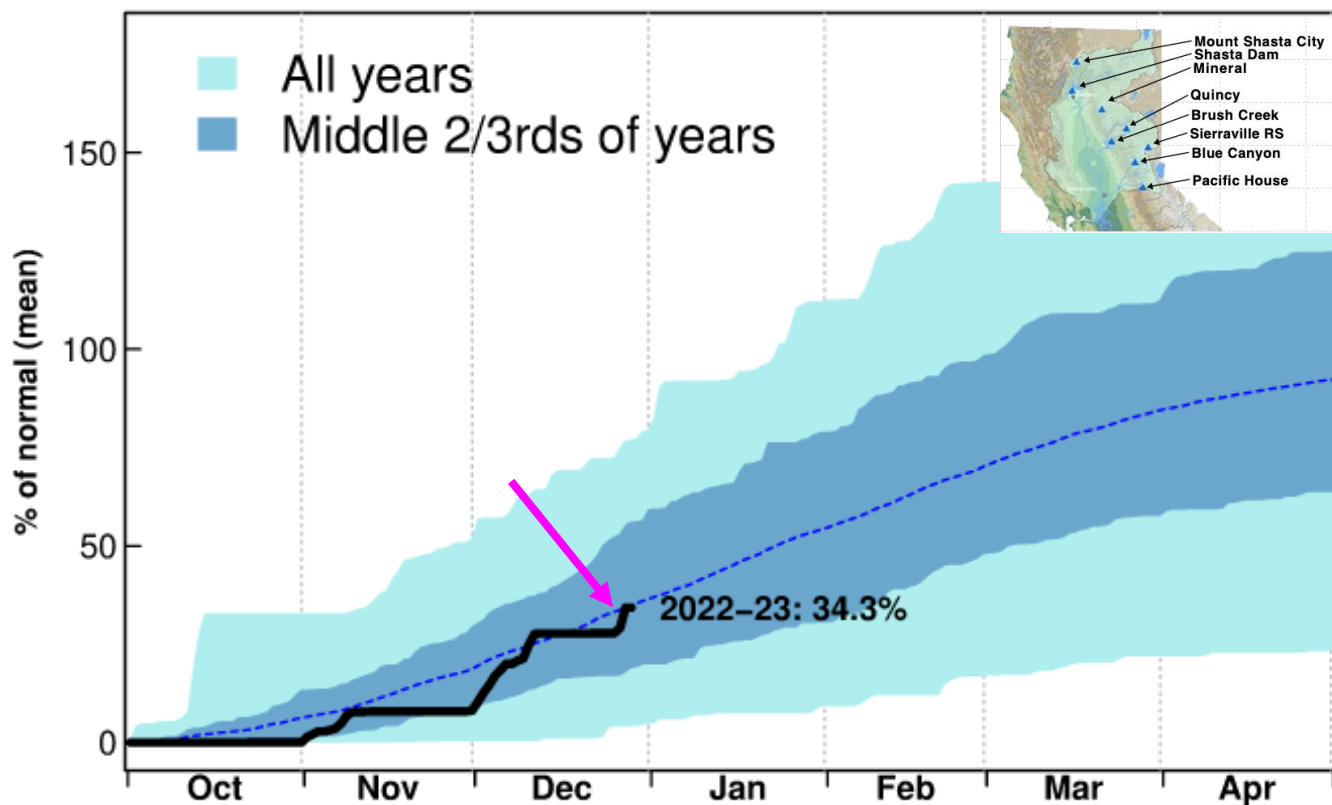 All years
Middle 2/3rds of years
Mount Shasta City
Shasta Dam
Mineral
Quincy
Brush Creek
Sierraville RS
Blue Canyon
Pacific House
% of normal (mean)
150
100
50
0
2022–23: 34.3%
Oct Nov Dec Jan Feb Mar Apr